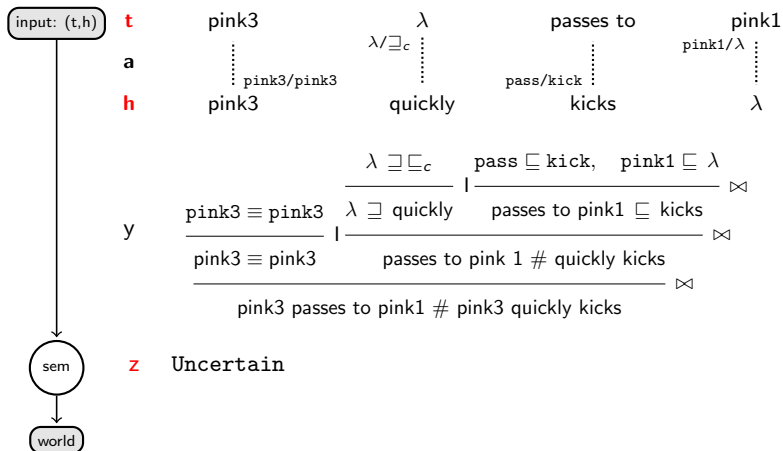 input: (t,h) t pink3 λ passes to pink1
λ/⊒c pink1/λ
a
pink3/pink3 pass/kick
h pink3 quickly kicks λ
λ ⊒ ⊑c pass ⊑ kick, pink1 ⊑ λ ⋈
pink3 ≡ pink3 λ ⊒ quickly passes to pink1 ⊑ kicks ⋈
y
pink3 ≡ pink3 passes to pink 1 # quickly kicks ⋈
pink3 passes to pink1 # pink3 quickly kicks
sem z Uncertain
world